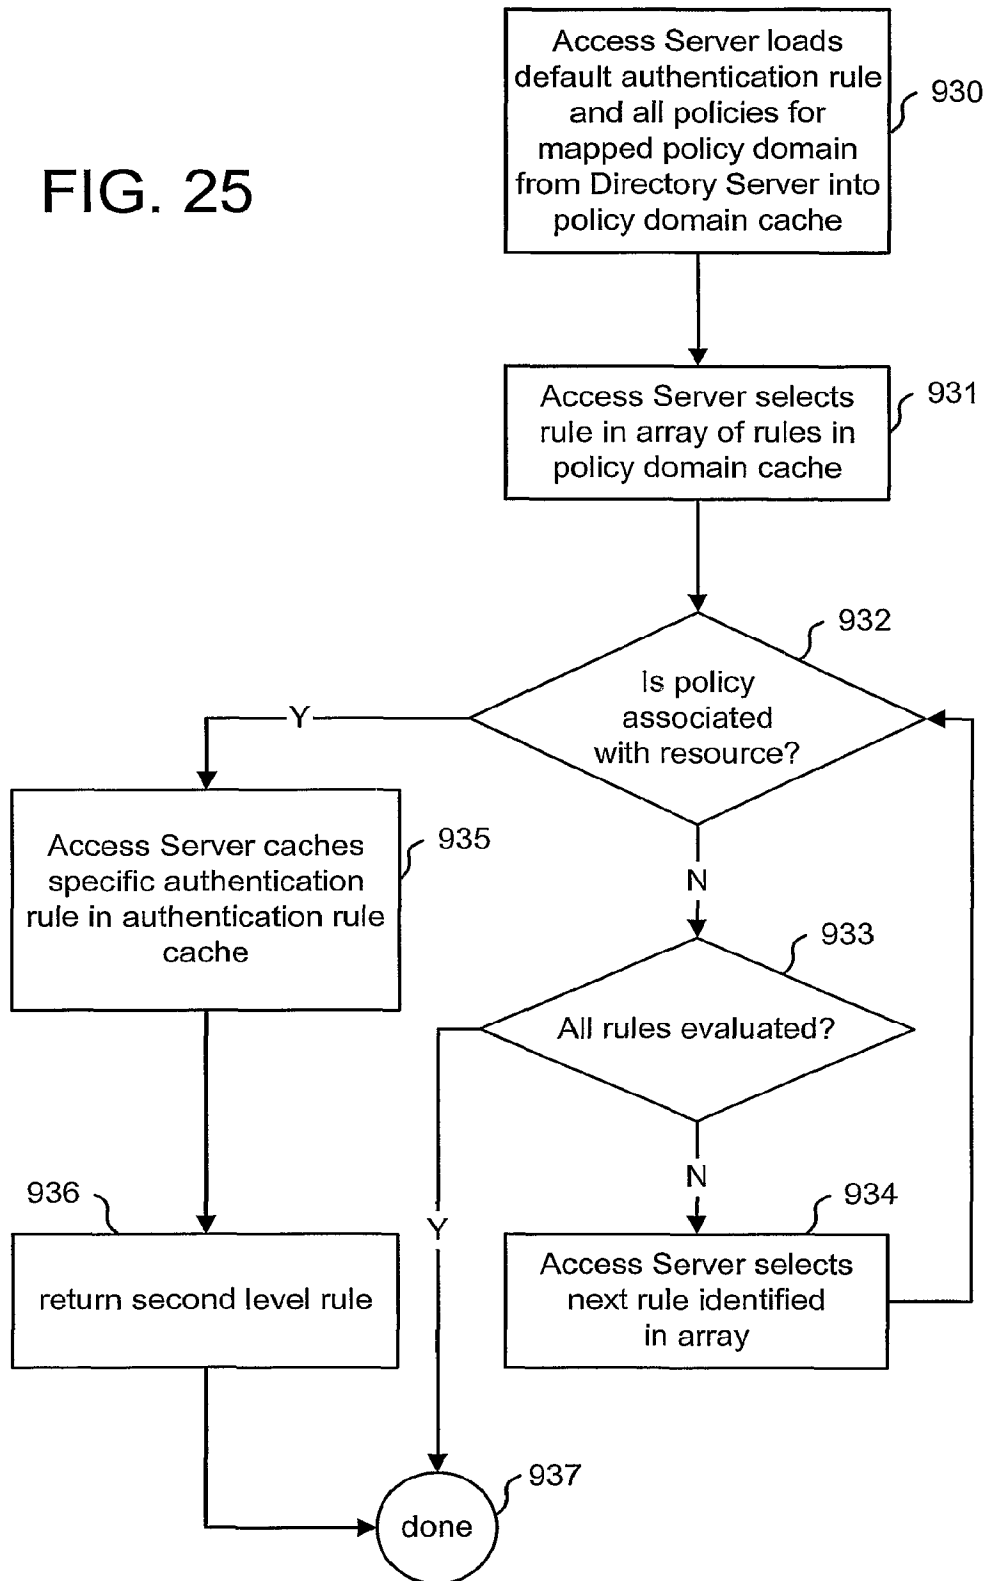 FIG. 25
Access Server loads
default authentication rule
and all policies for
mapped policy domain
from Directory Server into
policy domain cache
930
Access Server selects
rule in array of rules in
policy domain cache
931
Is policy
associated
with resource?
932
Y
N
Access Server caches
specific authentication
rule in authentication rule
cache
935
All rules evaluated?
933
Y
N
return second level rule
936
Access Server selects
next rule identified
in array
934
done
937